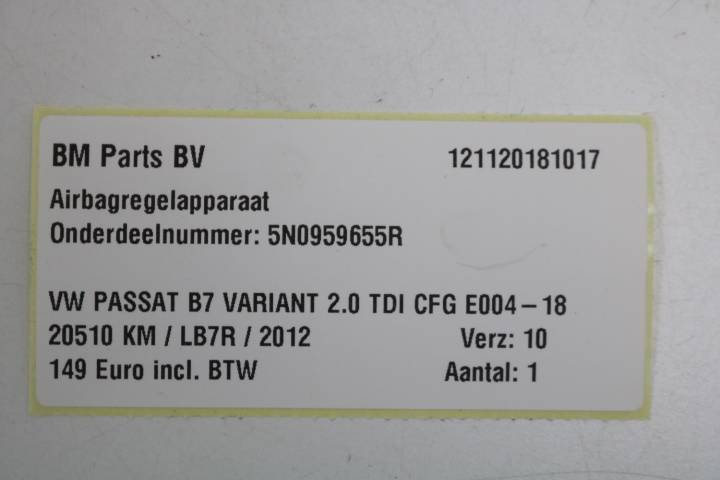 BM Parts BV 121120181017
Airbagregelapparaat
Onderdeelnummer: 5N0959655R
VW PASSAT B7 VARIANT 2.0 TDI CFG E004-18
20510 KM / LB7R / 2012 Verz: 10
149 Euro incl. BTW Aantal: 1